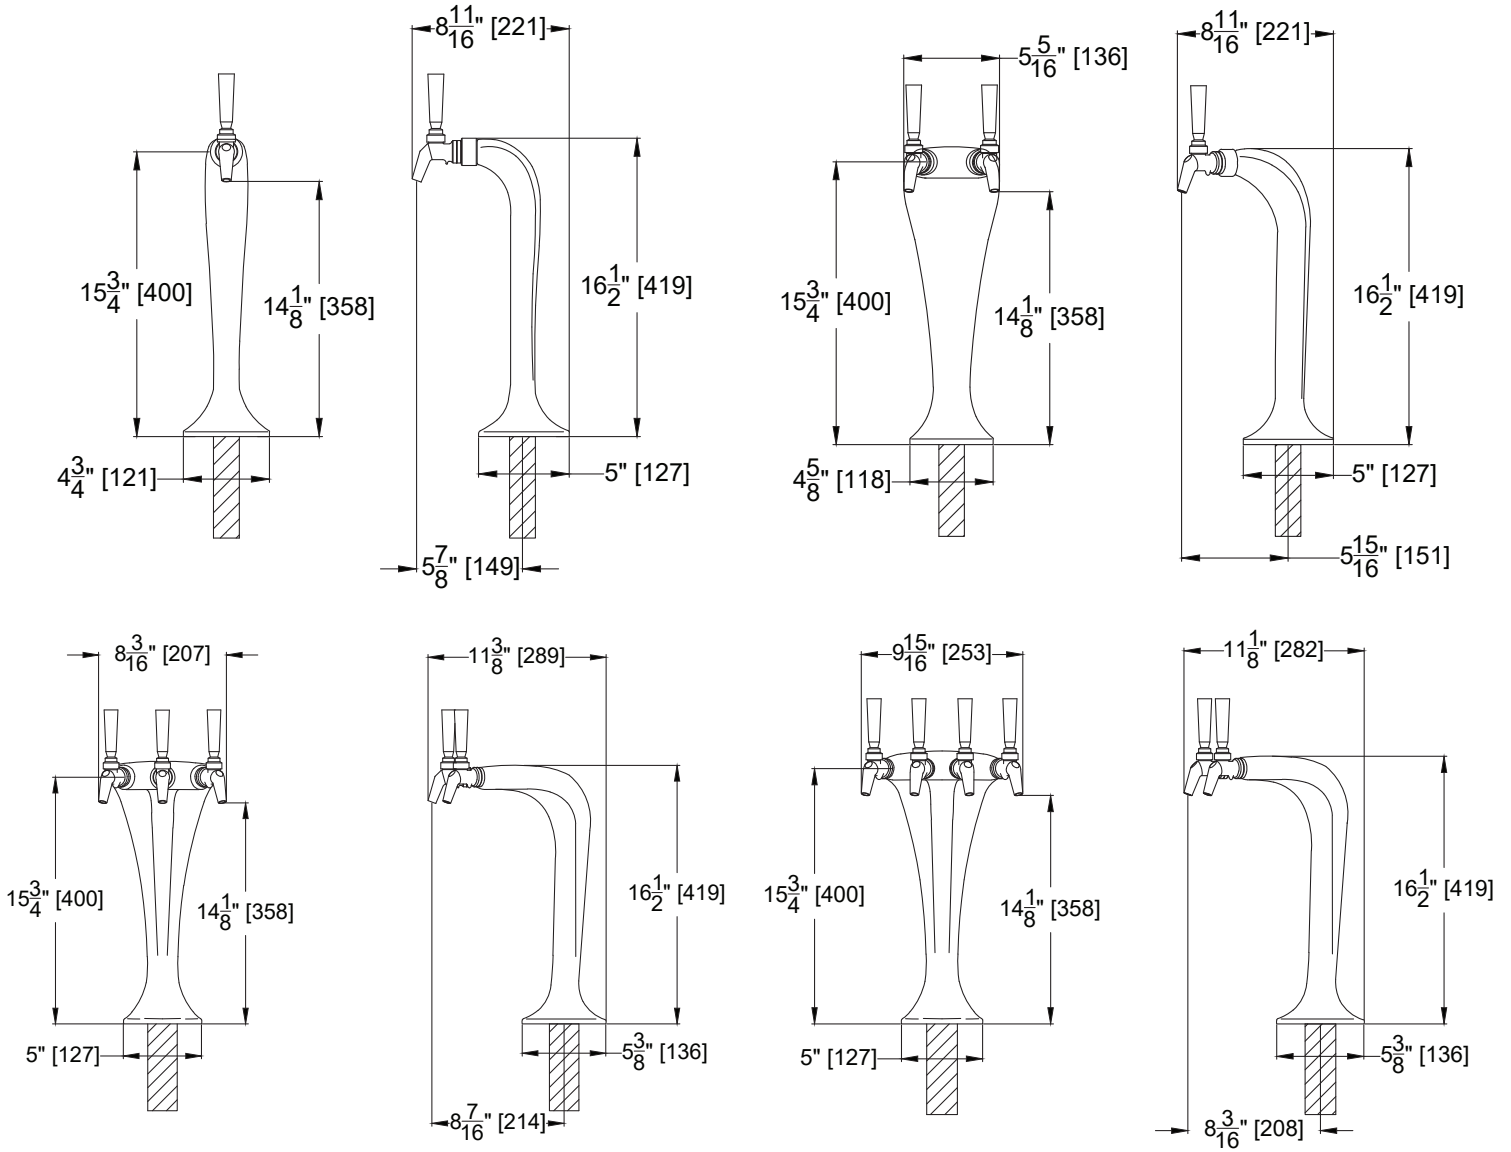 8 11/16" [221]
15 3/4" [400]
14 1/8" [358]
16 1/2" [419]
4 3/4" [121]
5" [127]
5 7/8" [149]
5 5/16" [136]
8 11/16" [221]
15 3/4" [400]
14 1/8" [358]
16 1/2" [419]
4 5/8" [118]
5" [127]
5 15/16" [151]
8 3/16" [207]
11 3/8" [289]
15 3/4" [400]
14 1/8" [358]
16 1/2" [419]
5" [127]
5 3/8" [136]
8 7/16" [214]
9 15/16" [253]
11 1/8" [282]
15 3/4" [400]
14 1/8" [358]
16 1/2" [419]
5" [127]
5 3/8" [136]
8 3/16" [208]